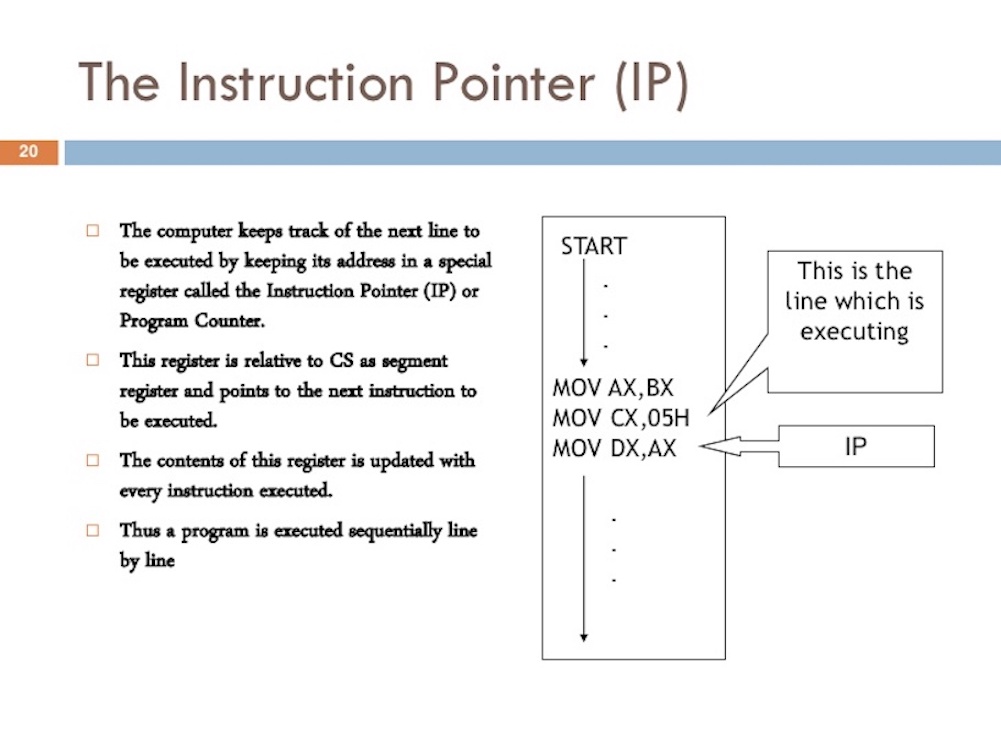 The Instruction Pointer (IP)
20
The computer keeps track of the next line to
be executed by keeping its address in a special
register called the Instruction Pointer (IP) or
Program Counter.
This register is relative to CS as segment
register and points to the next instruction to
be executed.
The contents of this register is updated with
every instruction executed.
Thus a program is executed sequentially line
by line
START
.
.
.
MOV AX,BX
MOV CX,05H
MOV DX,AX
.
.
.
This is the
line which is
executing
IP